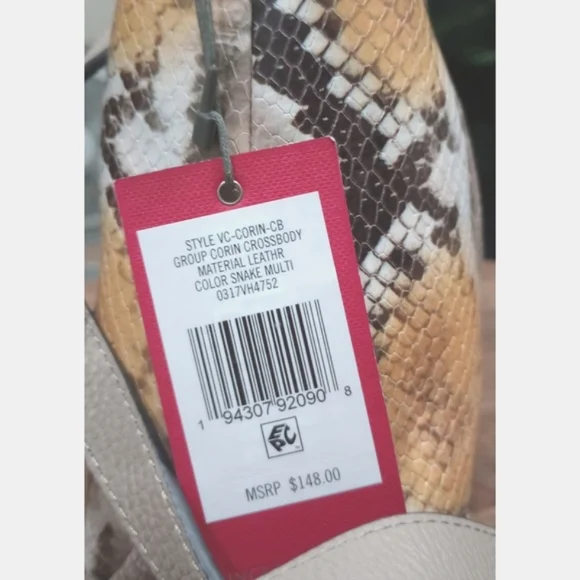 STYLE VC-CORIN-CB
GROUP CORIN CROSSBODY
MATERIAL LEATHR
COLOR SNAKE MULTI
0317VH4752
1 94307 92090 8
EPC
MSRP $148.00